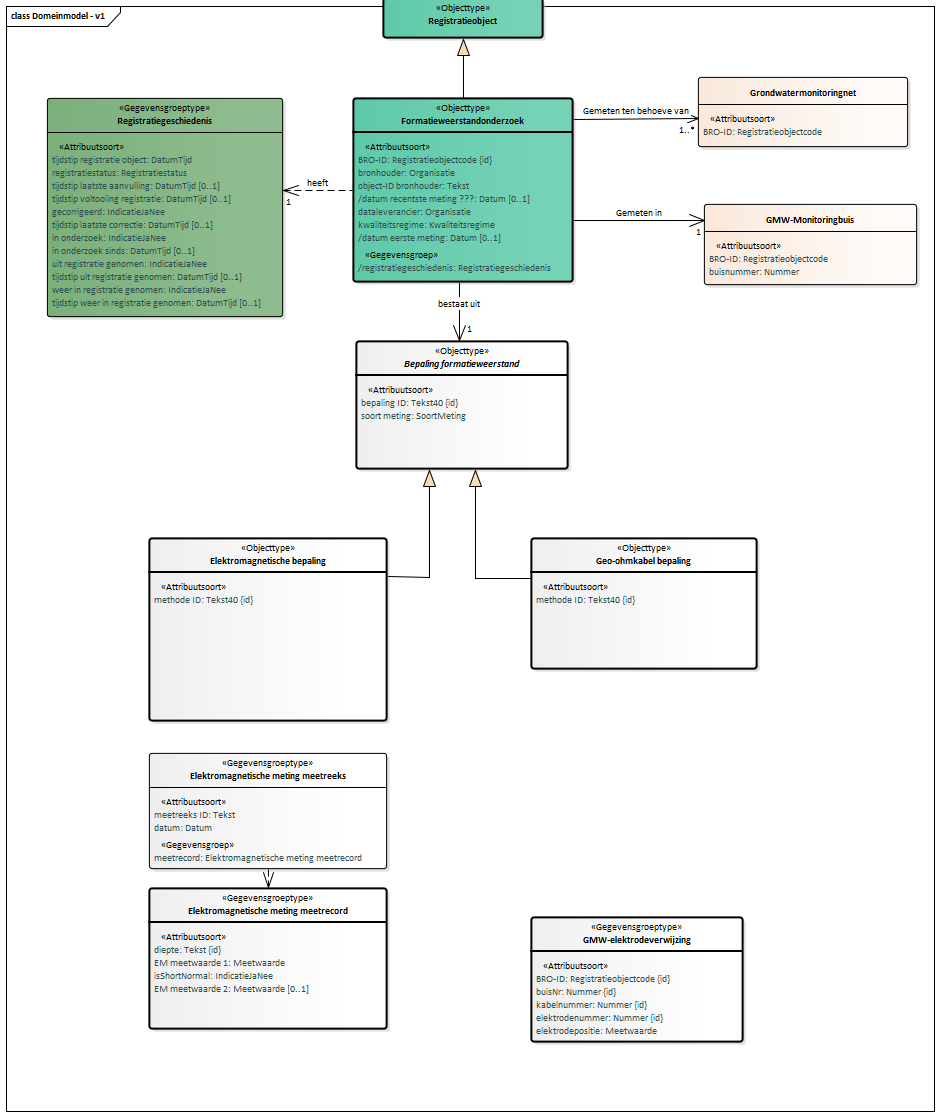 class Domeinmodel - v1
«Objecttype»
Registratieobject
«Gegevensgroeptype»
Registratiegeschiedenis
«Attribuutsoort»
tijdstip registratie object: DatumTijd
registratiestatus: Registratiestatus
tijdstip laatste aanvulling: DatumTijd [0..1]
tijdstip voltooiing registratie: DatumTijd [0..1]
gecorrigeerd: IndicatieJaNee
tijdstip laatste correctie: DatumTijd [0..1]
in onderzoek: IndicatieJaNee
in onderzoek sinds: DatumTijd [0..1]
uit registratie genomen: IndicatieJaNee
tijdstip uit registratie genomen: DatumTijd [0..1]
weer in registratie genomen: IndicatieJaNee
tijdstip weer in registratie genomen: DatumTijd [0..1]
heeft
1
«Objecttype»
Formatieweerstandonderzoek
«Attribuutsoort»
BRO-ID: Registratieobjectcode {id}
bronhouder: Organisatie
object-ID bronhouder: Tekst
/datum recentste meting ???: Datum [0..1]
dataleverancier: Organisatie
kwaliteitsregime: Kwaliteitsregime
/datum eerste meting: Datum [0..1]
«Gegevensgroep»
/registratiegeschiedenis: Registratiegeschiedenis
Gemeten ten behoeve van
1..*
Grondwatermonitoringnet
«Attribuutsoort»
BRO-ID: Registratieobjectcode
Gemeten in
1
GMW-Monitoringbuis
«Attribuutsoort»
BRO-ID: Registratieobjectcode
buisnummer: Nummer
bestaat uit
1
«Objecttype»
Bepaling formatieweerstand
«Attribuutsoort»
bepaling ID: Tekst40 {id}
soort meting: SoortMeting
«Objecttype»
Elektromagnetische bepaling
«Attribuutsoort»
methode ID: Tekst40 {id}
«Objecttype»
Geo-ohmkabel bepaling
«Attribuutsoort»
methode ID: Tekst40 {id}
«Gegevensgroeptype»
Elektromagnetische meting meetreeks
«Attribuutsoort»
meetreeks ID: Tekst
datum: Datum
«Gegevensgroep»
meetrecord: Elektromagnetische meting meetrecord
«Gegevensgroeptype»
Elektromagnetische meting meetrecord
«Attribuutsoort»
diepte: Tekst {id}
EM meetwaarde 1: Meetwaarde
isShortNormal: IndicatieJaNee
EM meetwaarde 2: Meetwaarde [0..1]
«Gegevensgroeptype»
GMW-elektrodeverwijzing
«Attribuutsoort»
BRO-ID: Registratieobjectcode {id}
buisNr: Nummer {id}
kabelnummer: Nummer {id}
elektrodenummer: Nummer {id}
elektrodepositie: Meetwaarde